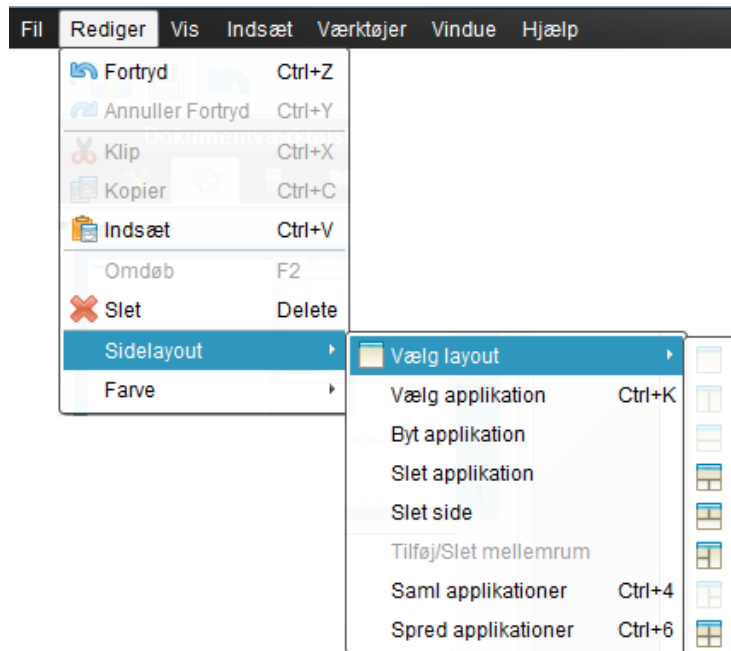 Fil Rediger Vis Indsæt Værktøjer Vindue Hjælp
Fortryd Ctrl+Z
Annuller Fortryd Ctrl+Y
Klip Ctrl+X
Kopier Ctrl+C
Indsæt Ctrl+V
Omdøb F2
Slet Delete
Sidelayout
Farve
Vælg layout
Vælg applikation Ctrl+K
Byt applikation
Slet applikation
Slet side
Tilføj/Slet mellemrum
Saml applikationer Ctrl+4
Spred applikationer Ctrl+6